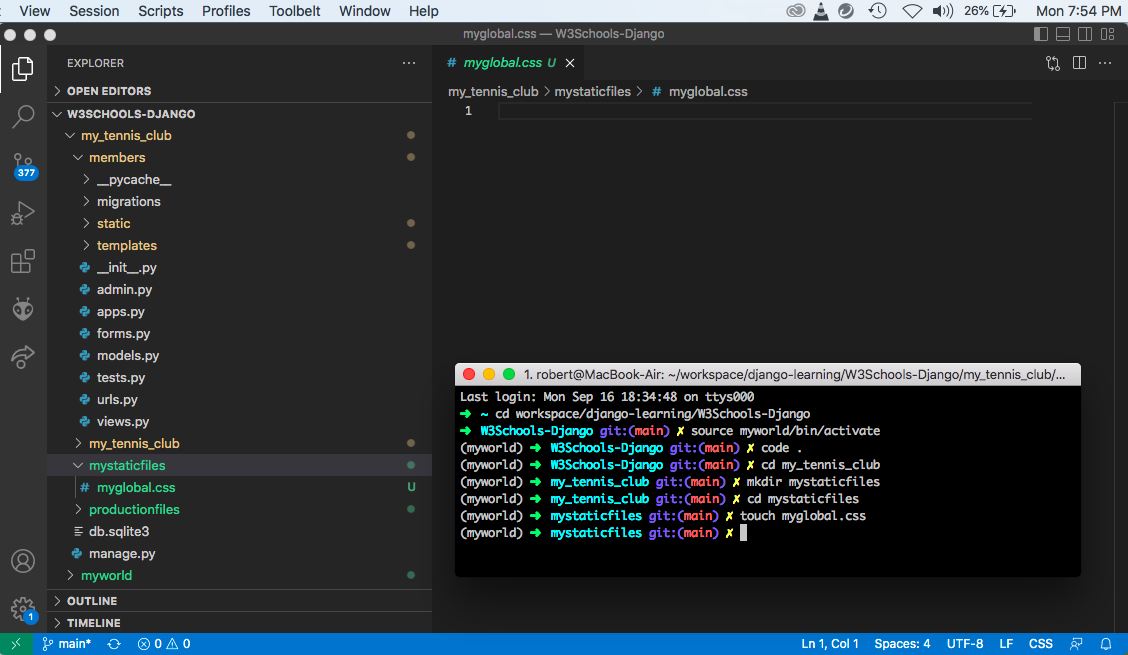 View Session Scripts Profiles Toolbelt Window Help 26% Mon 7:54 PM
myglobal.css — W3Schools-Django
EXPLORER ...
OPEN EDITORS
W3SCHOOLS-DJANGO
my_tennis_club
members
__pycache__
migrations
static
templates
__init__.py
admin.py
apps.py
forms.py
models.py
tests.py
urls.py
views.py
my_tennis_club
mystaticfiles
# myglobal.css U
productionfiles
db.sqlite3
manage.py
myworld
OUTLINE
TIMELINE
377
1
# myglobal.css U ×
my_tennis_club > mystaticfiles > # myglobal.css
1
1. robert@MacBook-Air: ~/workspace/django-learning/W3Schools-Django/my_tennis_club/...
Last login: Mon Sep 16 18:34:48 on ttys000
➜ ~ cd workspace/django-learning/W3Schools-Django
➜ W3Schools-Django git:(main) ✗ source myworld/bin/activate
(myworld) ➜ W3Schools-Django git:(main) ✗ code .
(myworld) ➜ W3Schools-Django git:(main) ✗ cd my_tennis_club
(myworld) ➜ my_tennis_club git:(main) ✗ mkdir mystaticfiles
(myworld) ➜ my_tennis_club git:(main) ✗ cd mystaticfiles
(myworld) ➜ mystaticfiles git:(main) ✗ touch myglobal.css
(myworld) ➜ mystaticfiles git:(main) ✗
main* 0 0 Ln 1, Col 1 Spaces: 4 UTF-8 LF CSS